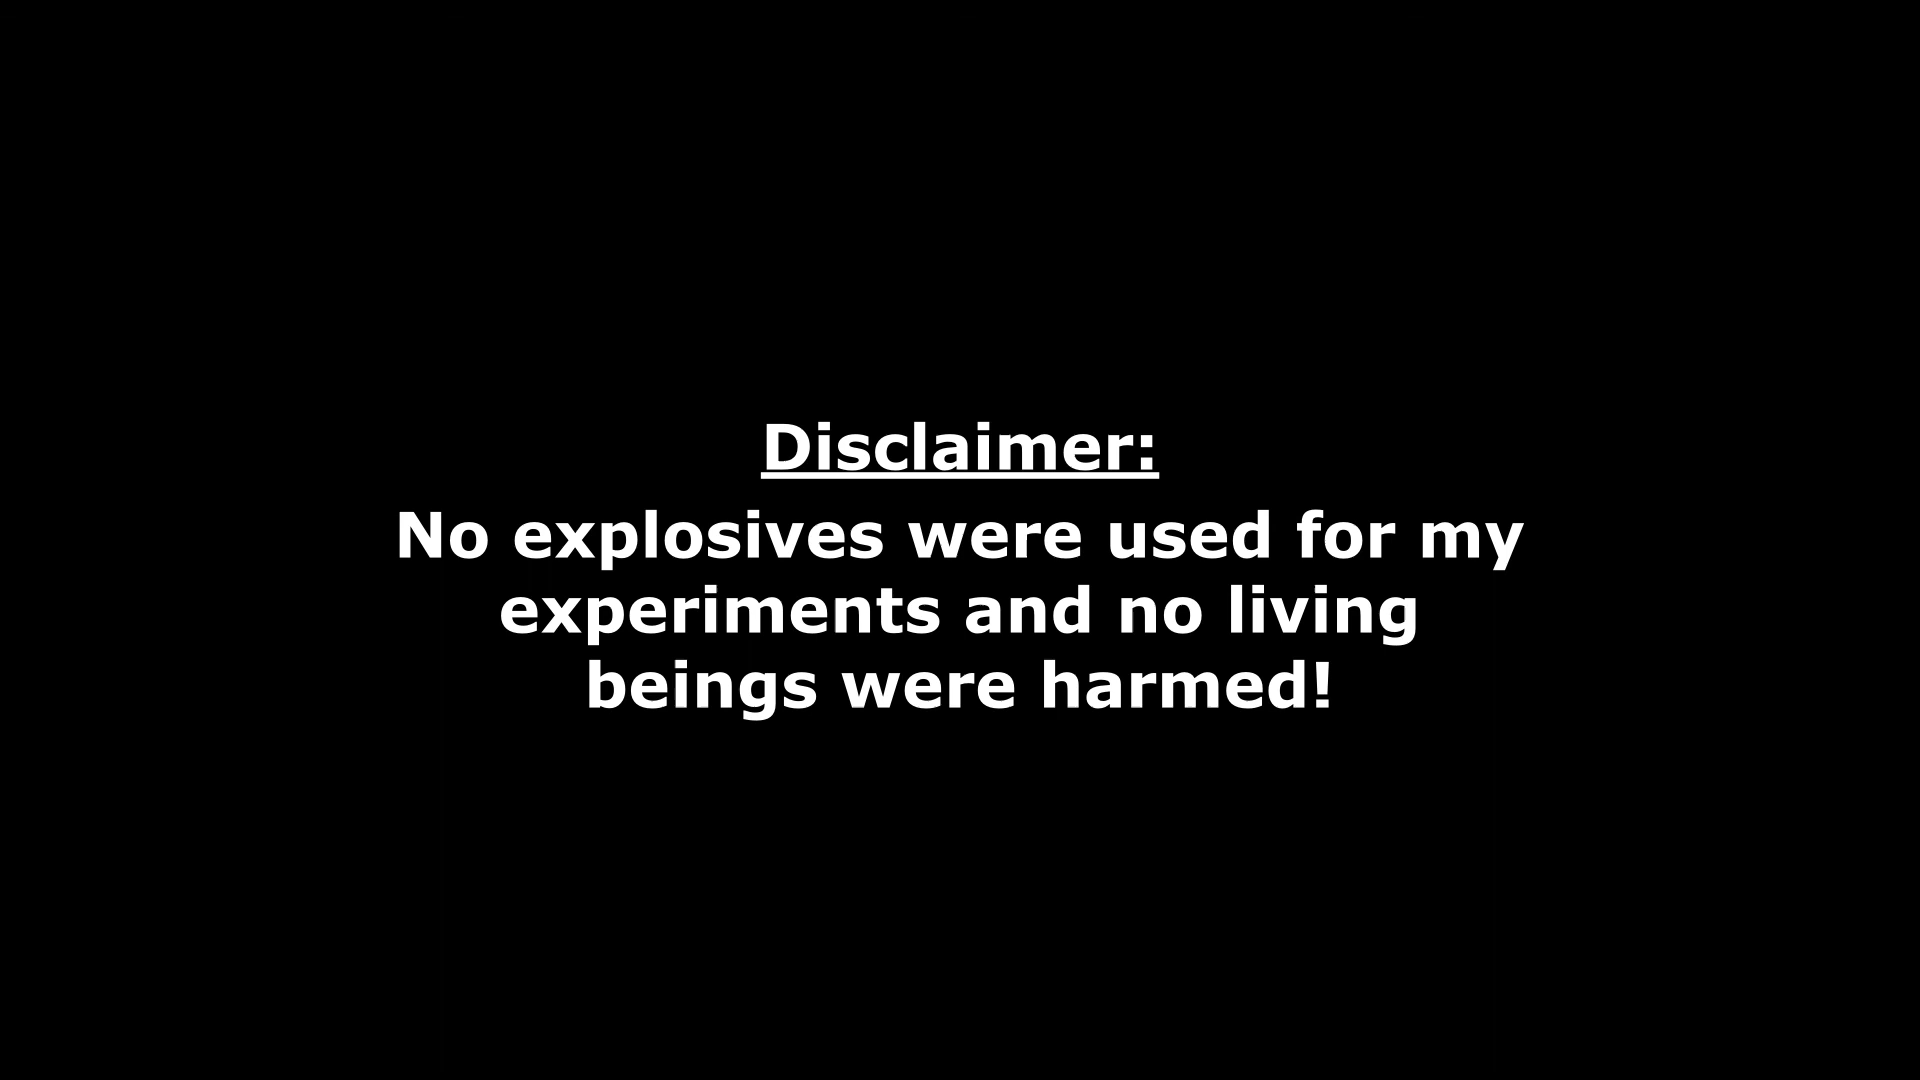 Disclaimer:
No explosives were used for my
experiments and no living
beings were harmed!